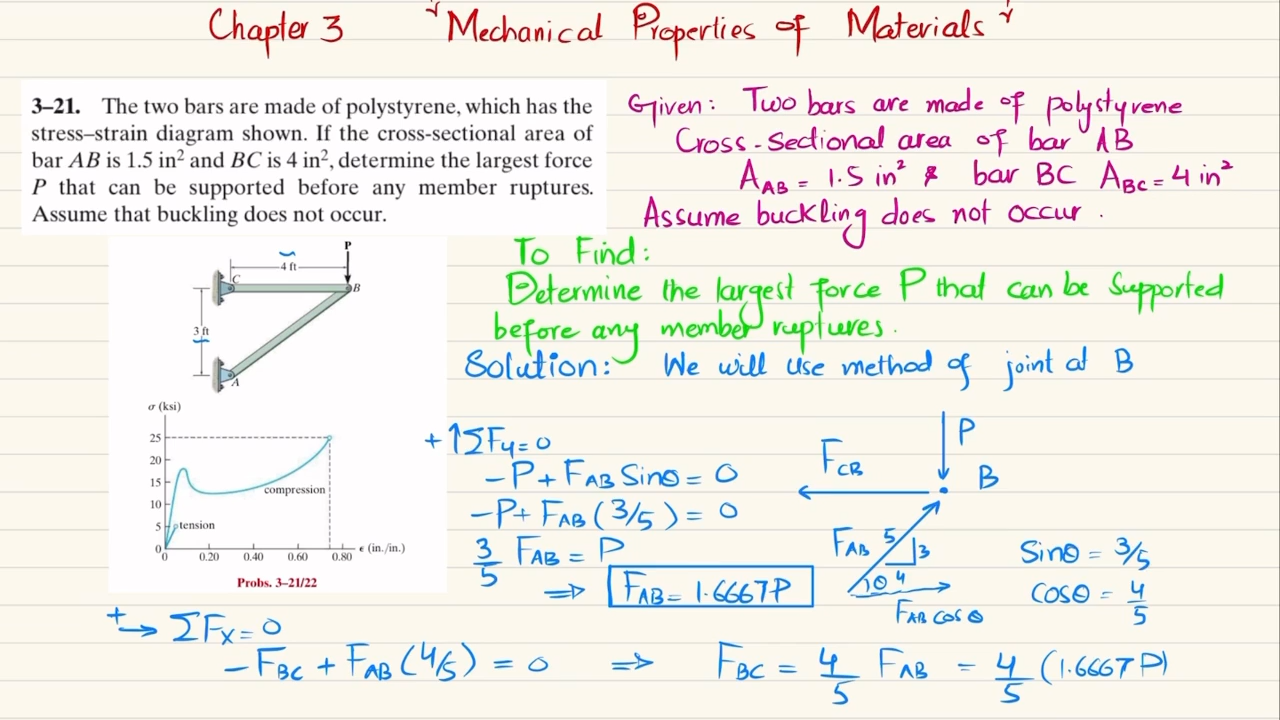 Chapter 3 "Mechanical Properties of Materials"
3–21. The two bars are made of polystyrene, which has the
stress–strain diagram shown. If the cross-sectional area of
bar AB is 1.5 in² and BC is 4 in², determine the largest force
P that can be supported before any member ruptures.
Assume that buckling does not occur.
Given: Two bars are made of polystyrene
Cross-Sectional area of bar AB
A_AB = 1.5 in² & bar BC A_BC = 4 in²
Assume buckling does not occur.
To Find:
Determine the largest force P that can be supported
before any member ruptures.
Solution: We will use method of joint at B
P
4 ft
C
B
3 ft
A
σ (ksi)
25
20
15
10
5
0
compression
tension
0 0.20 0.40 0.60 0.80 ϵ (in./in.)
Probs. 3–21/22
+↑ΣFy=0
-P+F_AB Sinθ = 0
-P+ F_AB (3/5) = 0
3/5 F_AB = P
⇒ F_AB = 1.6667P
P
F_CB
B
F_AB 5 3
θ 4
F_AB cos θ
Sinθ = 3/5
cosθ = 4/5
+→ ΣFx=0
-F_BC + F_AB (4/5) = 0 ⇒ F_BC = 4/5 F_AB = 4/5 (1.6667P)